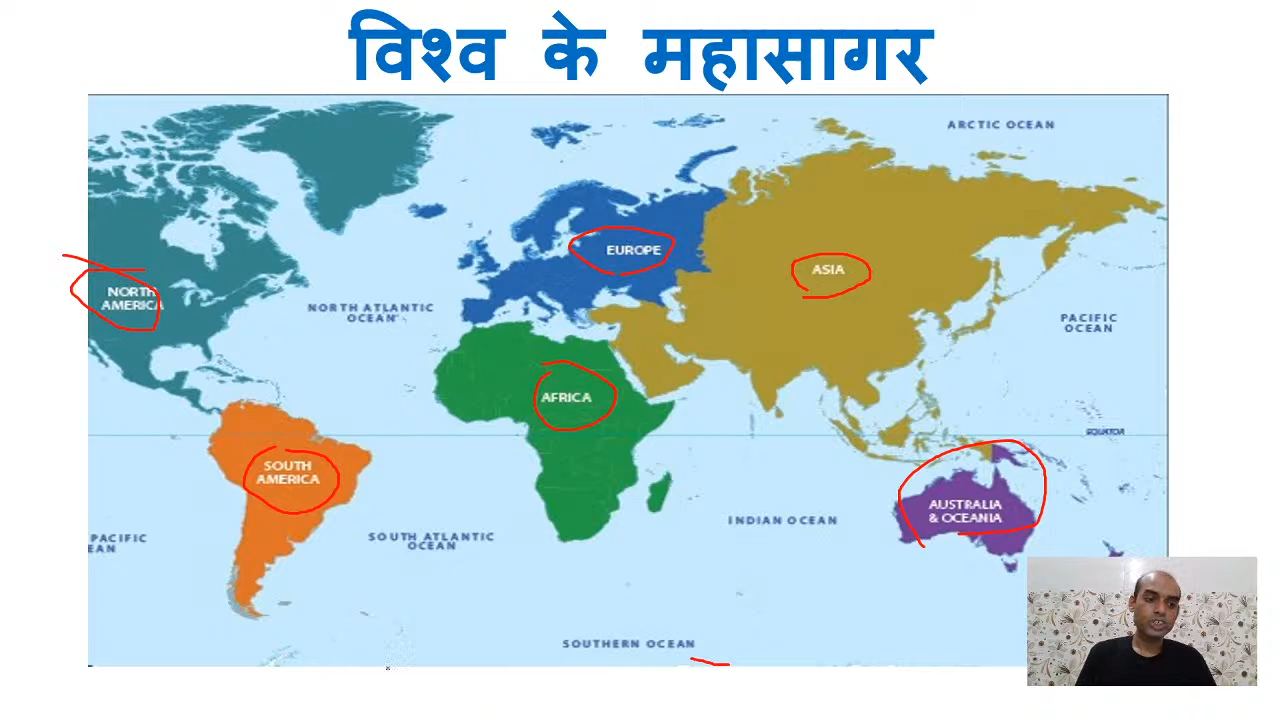 विश्व के महासागर
ARCTIC OCEAN
EUROPE
ASIA
NORTH
AMERICA
NORTH ATLANTIC
OCEAN
PACIFIC
OCEAN
AFRICA
EQUATOR
SOUTH
AMERICA
AUSTRALIA
& OCEANIA
INDIAN OCEAN
PACIFIC
EAN
SOUTH ATLANTIC
OCEAN
SOUTHERN OCEAN